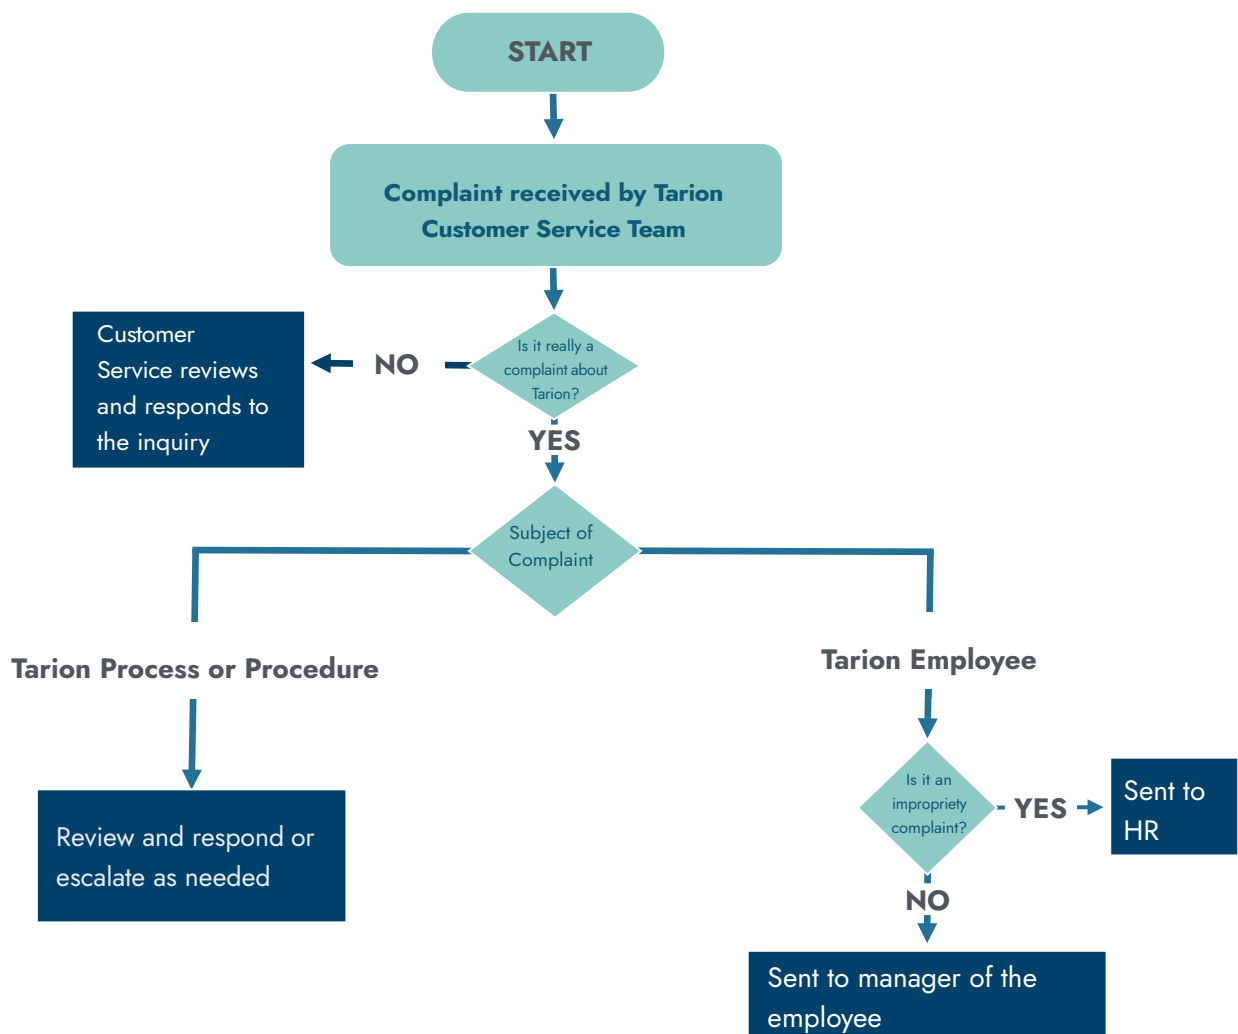 START
Complaint received by Tarion
Customer Service Team
Customer
Service reviews
and responds to
the inquiry
NO
Is it really a
complaint about
Tarion?
YES
Subject of
Complaint
Tarion Process or Procedure
Tarion Employee
Review and respond or
escalate as needed
Is it an
impropriety
complaint?
YES
Sent to
HR
NO
Sent to manager of the
employee